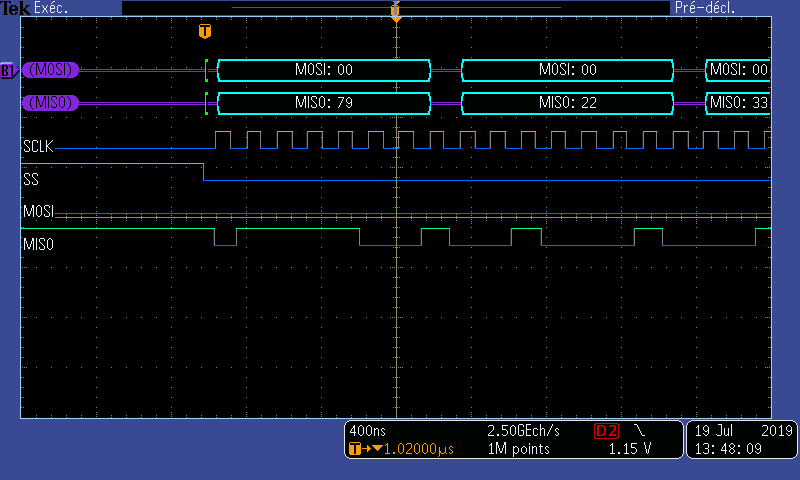 Tek Exéc. Pré-décl.
T T
B1 (MOSI) MOSI: 00 MOSI: 00 MOSI: 00
(MISO) MISO: 79 MISO: 22 MISO: 33
SCLK
SS
MOSI
MISO
400ns 2.50GEch/s D2 19 Jul 2019
T→▼1.02000µs 1M points 1.15 V 13:48:09